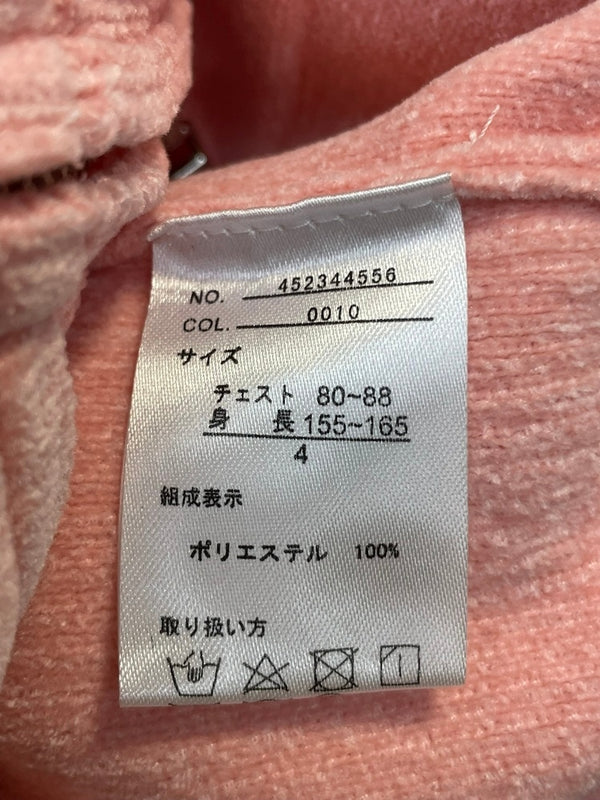 NO. 452344556
COL. 0010
サイズ
チェスト 80~88
身 長 155~165
4
組成表示
ポリエステル 100%
取り扱い方